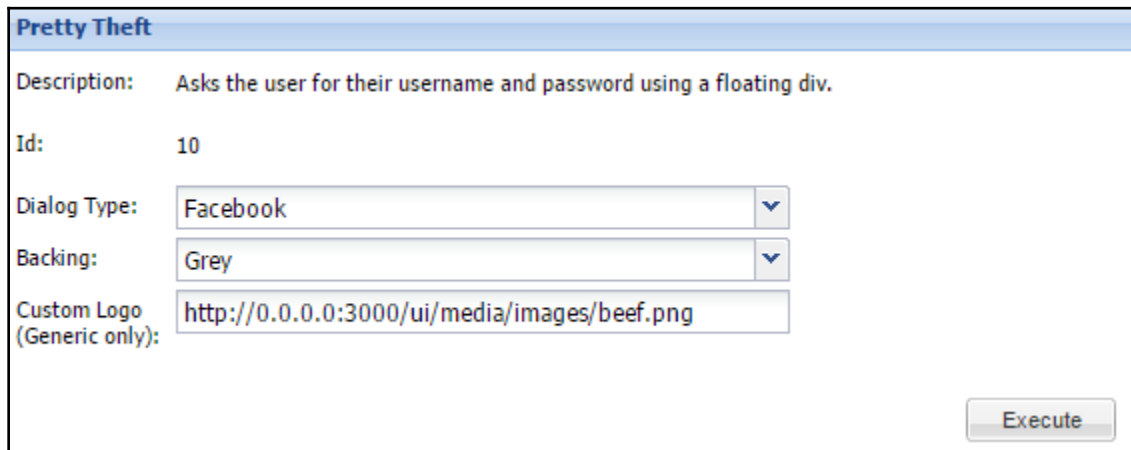 Pretty Theft
Description: Asks the user for their username and password using a floating div.
Id: 10
Dialog Type: Facebook
Backing: Grey
Custom Logo
(Generic only): http://0.0.0.0:3000/ui/media/images/beef.png
Execute